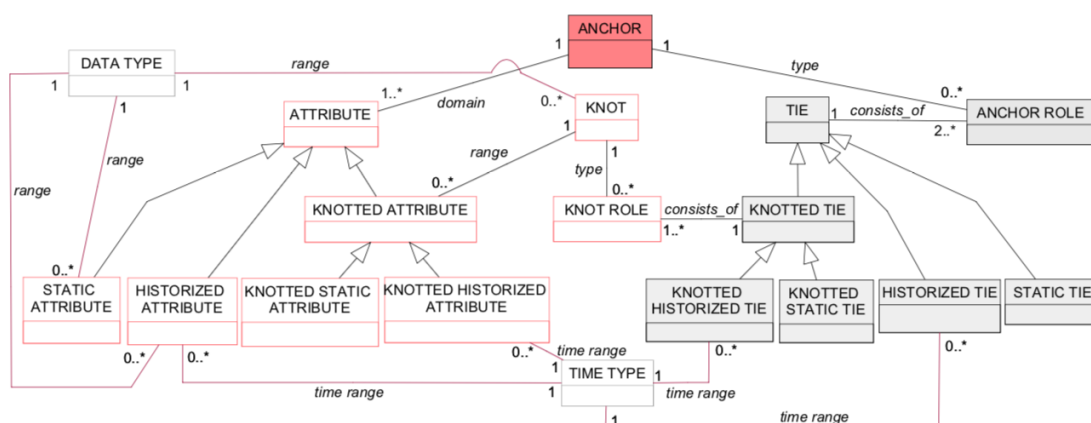 ANCHOR
1
1
DATA TYPE
range
type
1
1
1
1..*
domain
0..*
0..*
ATTRIBUTE
KNOT
TIE
1
consists_of
2..*
ANCHOR ROLE
1
1
range
range
type
range
0..*
0..*
KNOTTED ATTRIBUTE
KNOT ROLE
consists_of
1..*
1
KNOTTED TIE
0..*
STATIC
ATTRIBUTE
HISTORIZED
ATTRIBUTE
KNOTTED STATIC
ATTRIBUTE
KNOTTED HISTORIZED
ATTRIBUTE
KNOTTED
HISTORIZED TIE
KNOTTED
STATIC TIE
HISTORIZED TIE
STATIC TIE
0..*
0..*
0..*
time range
0..*
0..*
1
TIME TYPE
1
1
time range
time range
1
time range